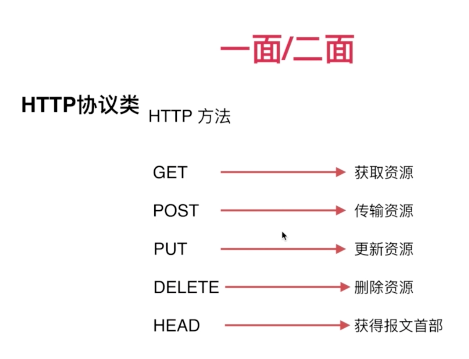 一面/二面
HTTP协议类 HTTP 方法
GET 获取资源
POST 传输资源
PUT 更新资源
DELETE 删除资源
HEAD 获得报文首部